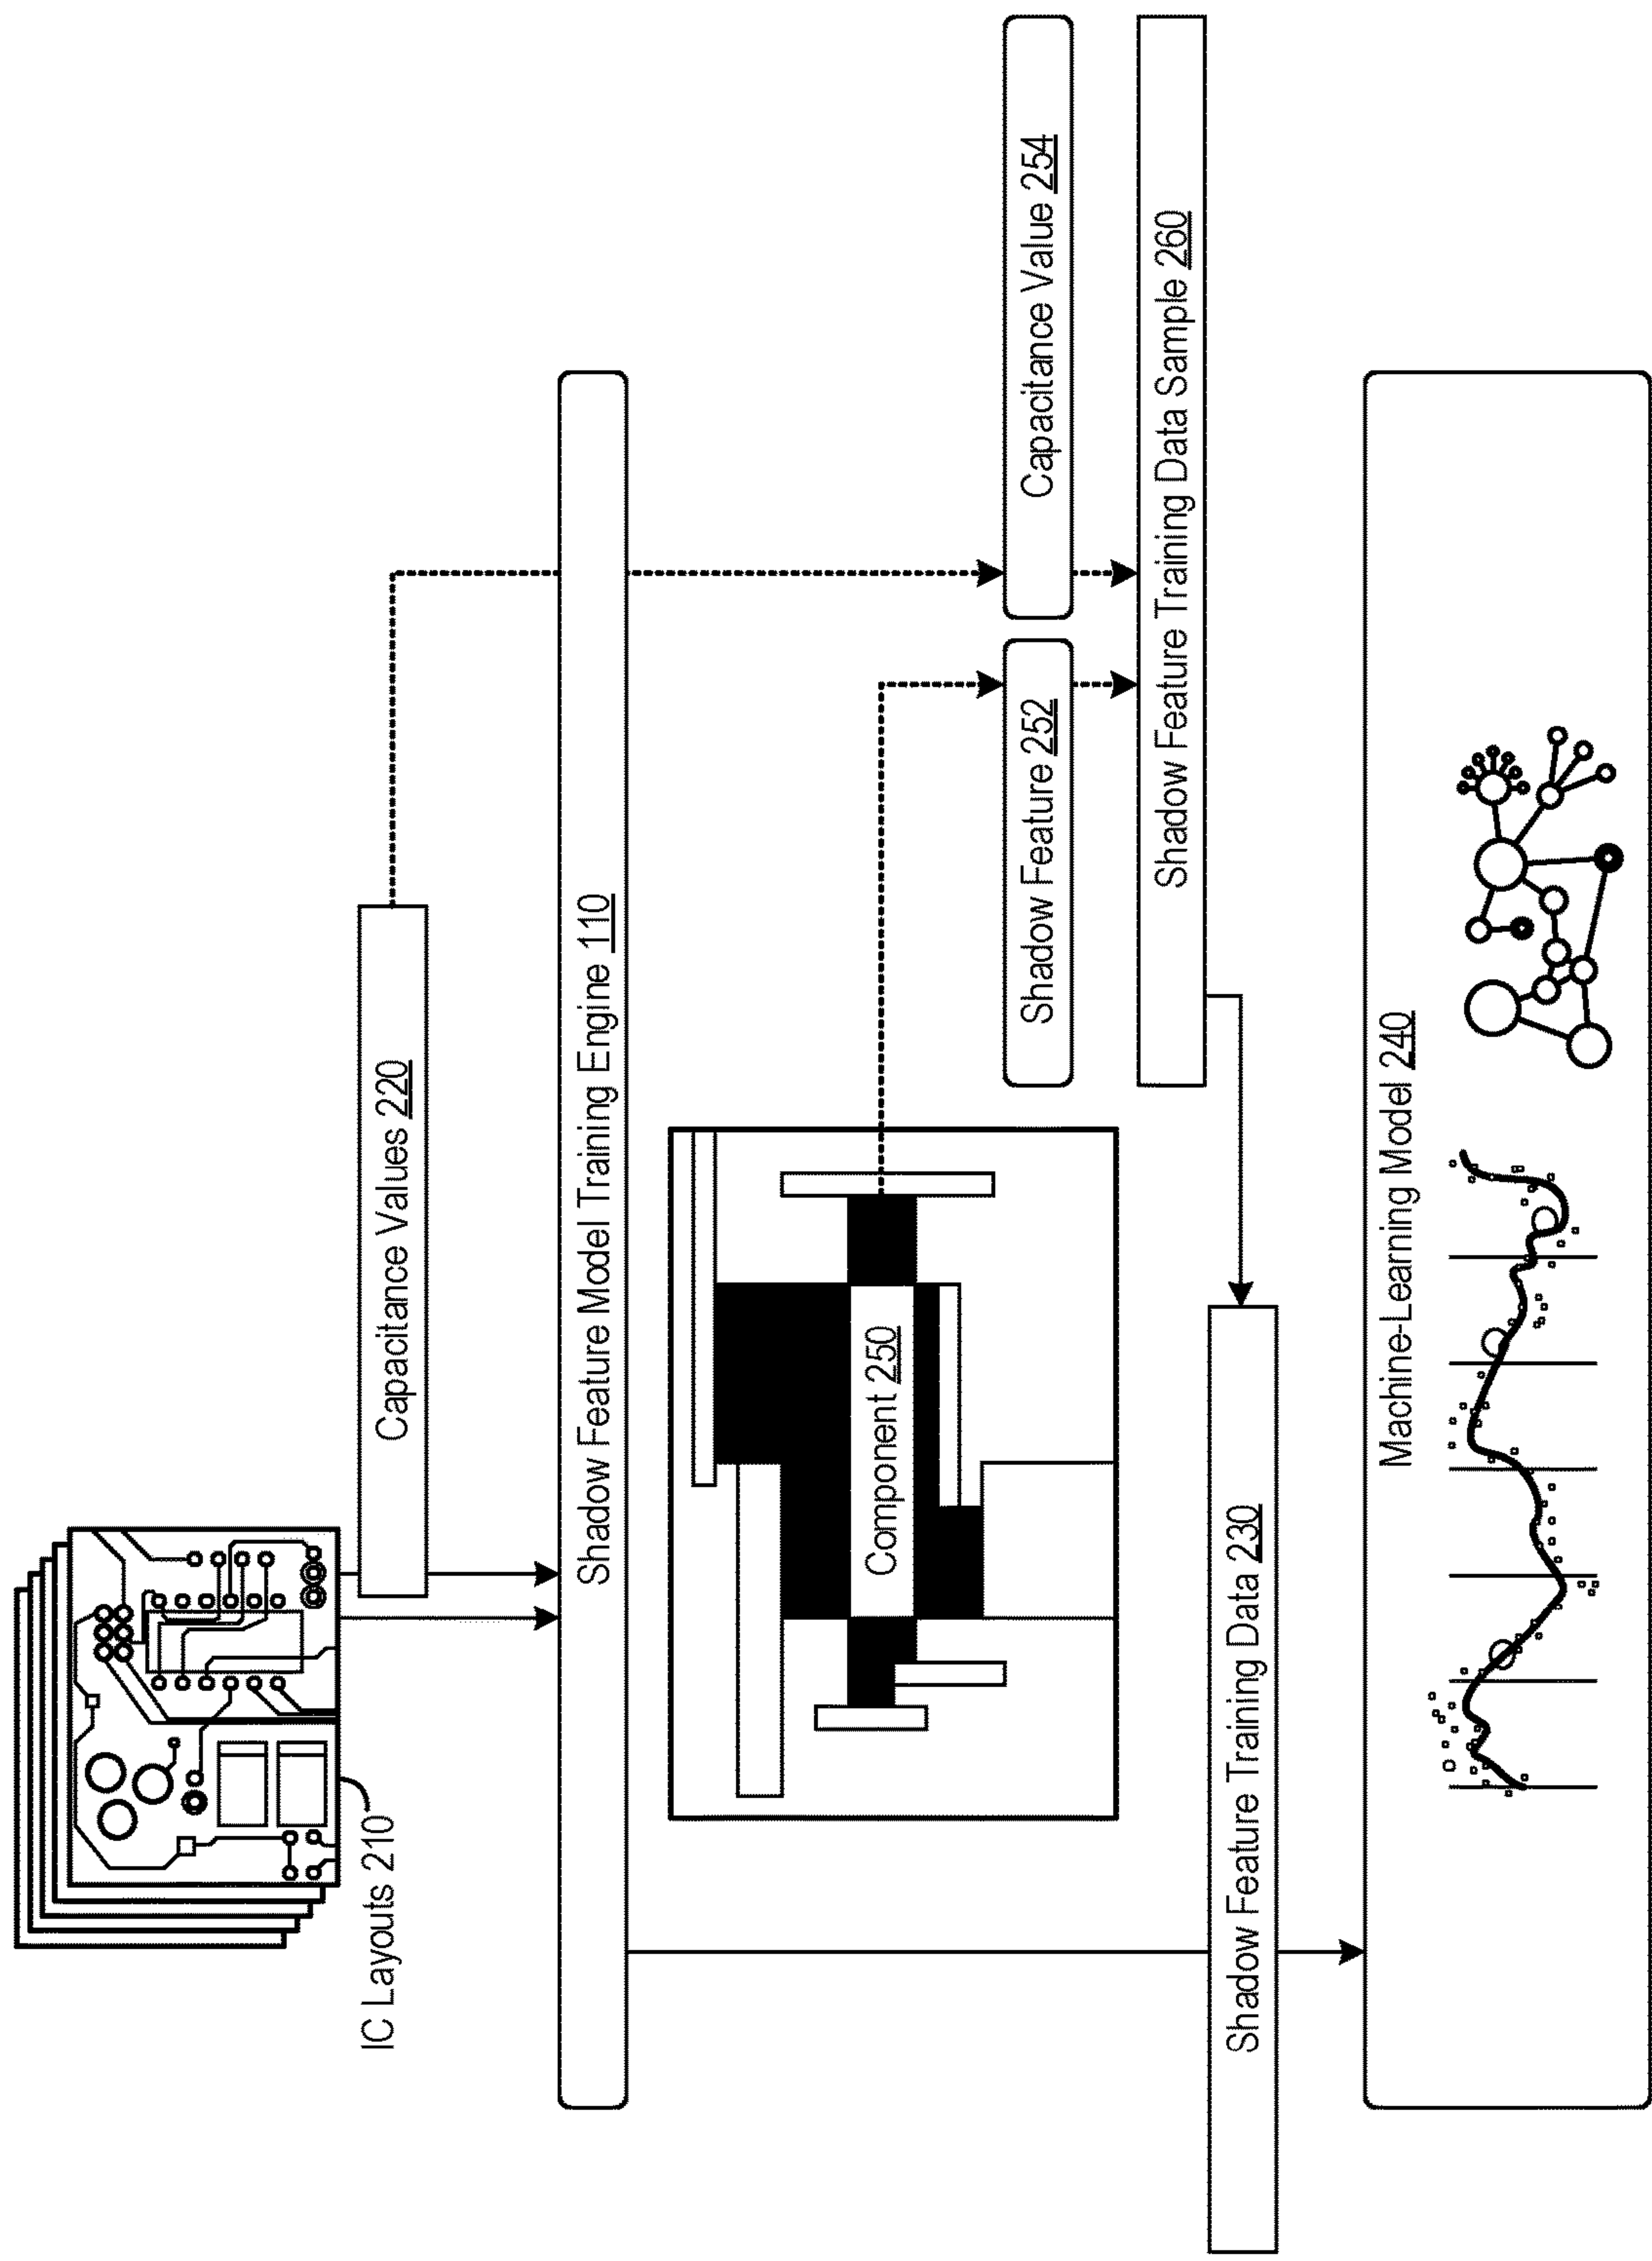 IC Layouts 210
Capacitance Values 220
Shadow Feature Model Training Engine 110
Component 250
Shadow Feature 252
Capacitance Value 254
Shadow Feature Training Data Sample 260
Shadow Feature Training Data 230
Machine-Learning Model 240